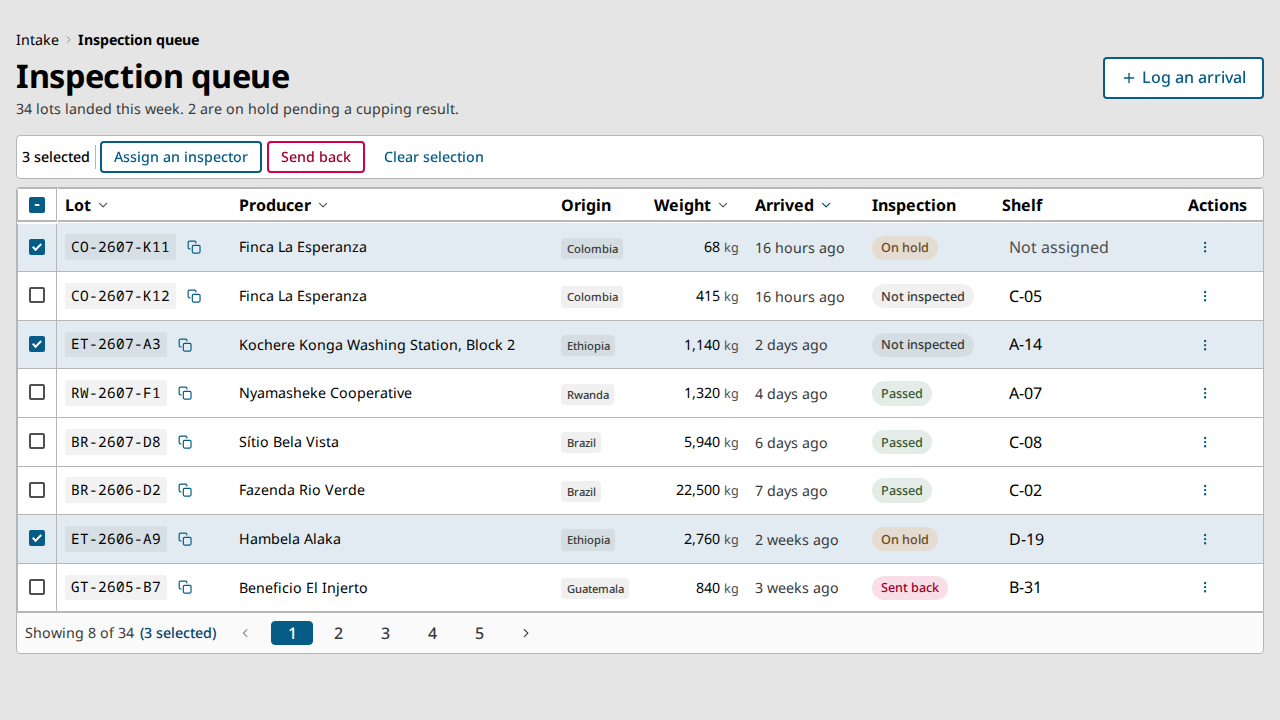 Intake Inspection queue
Inspection queue
Log an arrival
34 lots landed this week. 2 are on hold pending a cupping result.
3 selected Assign an inspector Send back Clear selection
Lot Producer Origin Weight Arrived Inspection Shelf Actions
CO-2607-K11 Finca La Esperanza Colombia 68 kg 16 hours ago On hold Not assigned
CO-2607-K12 Finca La Esperanza Colombia 415 kg 16 hours ago Not inspected C-05
ET-2607-A3 Kochere Konga Washing Station, Block 2 Ethiopia 1,140 kg 2 days ago Not inspected A-14
RW-2607-F1 Nyamasheke Cooperative Rwanda 1,320 kg 4 days ago Passed A-07
BR-2607-D8 Sítio Bela Vista Brazil 5,940 kg 6 days ago Passed C-08
BR-2606-D2 Fazenda Rio Verde Brazil 22,500 kg 7 days ago Passed C-02
ET-2606-A9 Hambela Alaka Ethiopia 2,760 kg 2 weeks ago On hold D-19
GT-2605-B7 Beneficio El Injerto Guatemala 840 kg 3 weeks ago Sent back B-31
Showing 8 of 34 (3 selected) 1 2 3 4 5